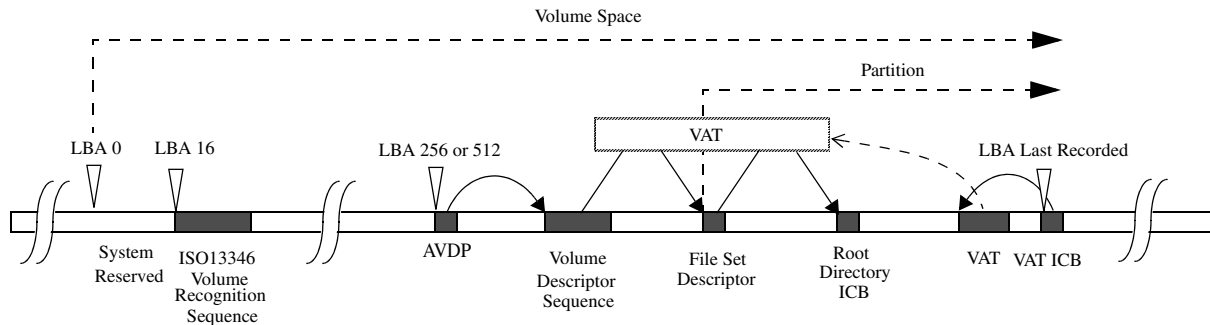 Volume Space
Partition
VAT
LBA 0
LBA 16
LBA 256 or 512
LBA Last Recorded
System
Reserved
ISO13346
Volume
Recognition
Sequence
AVDP
Volume
Descriptor
Sequence
File Set
Descriptor
Root
Directory
ICB
VAT
VAT ICB